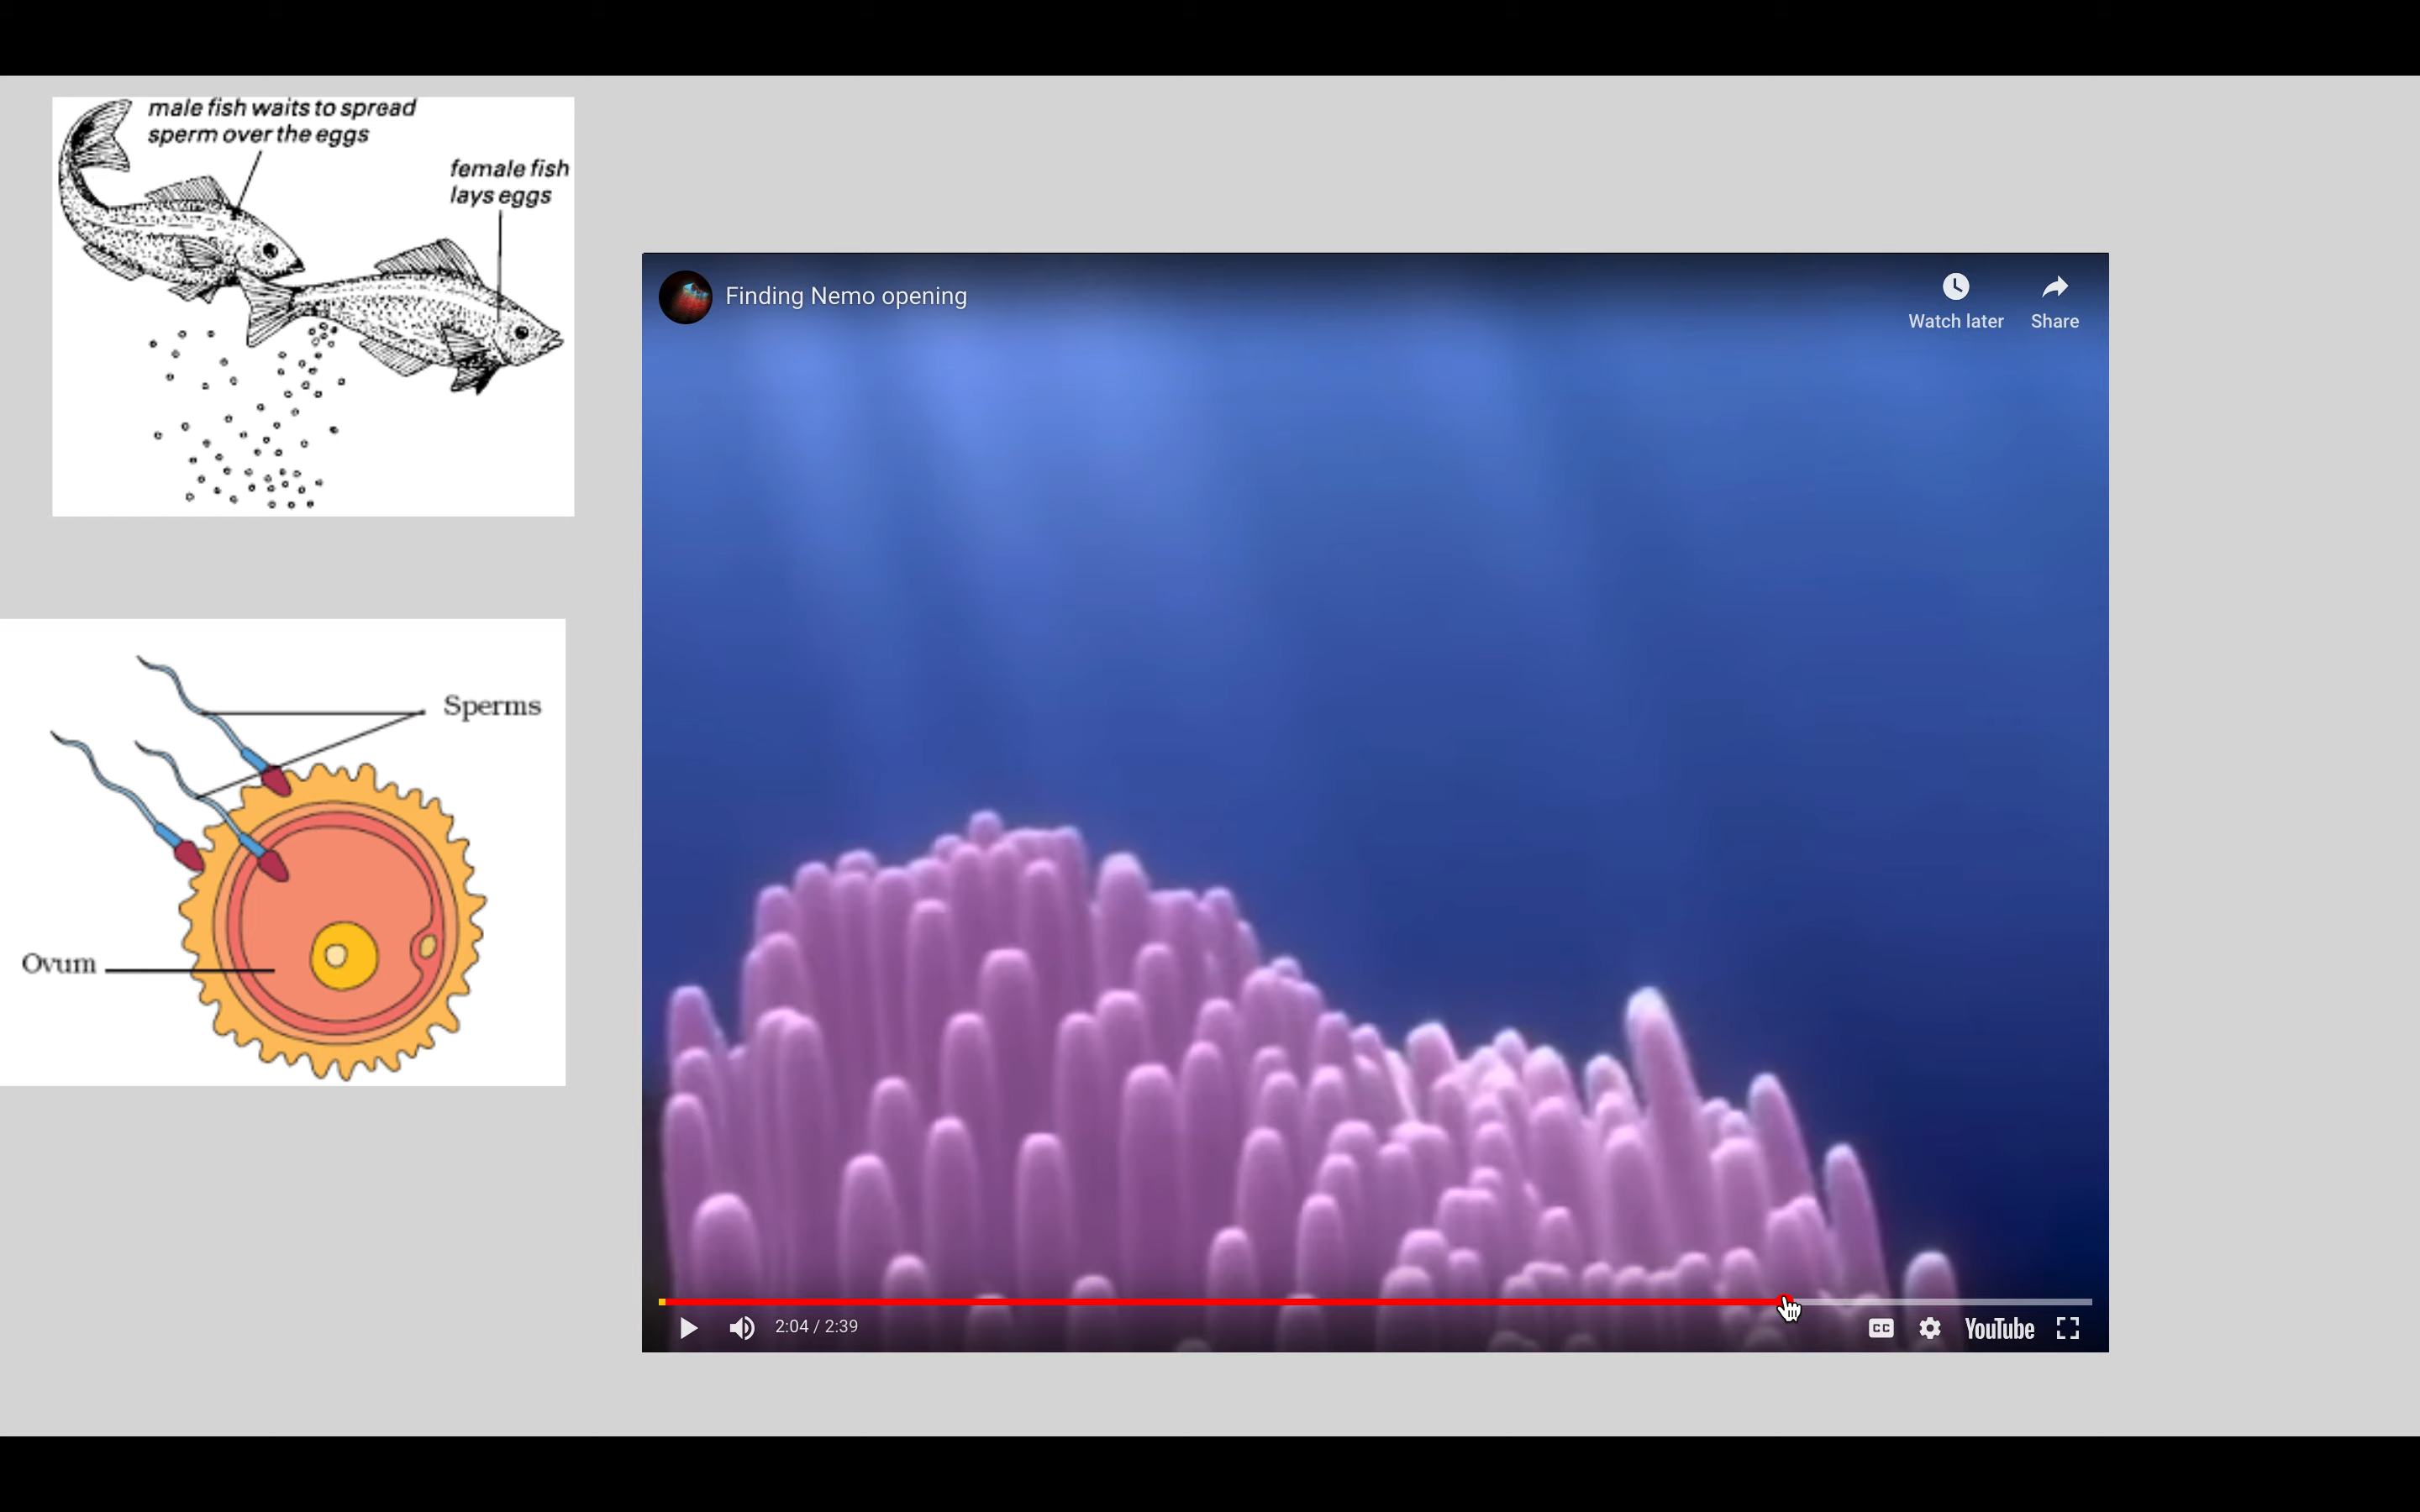 male fish waits to spread
sperm over the eggs
female fish
lays eggs
Sperms
Ovum
Finding Nemo opening
Watch later
Share
2:04 / 2:39
CC
YouTube